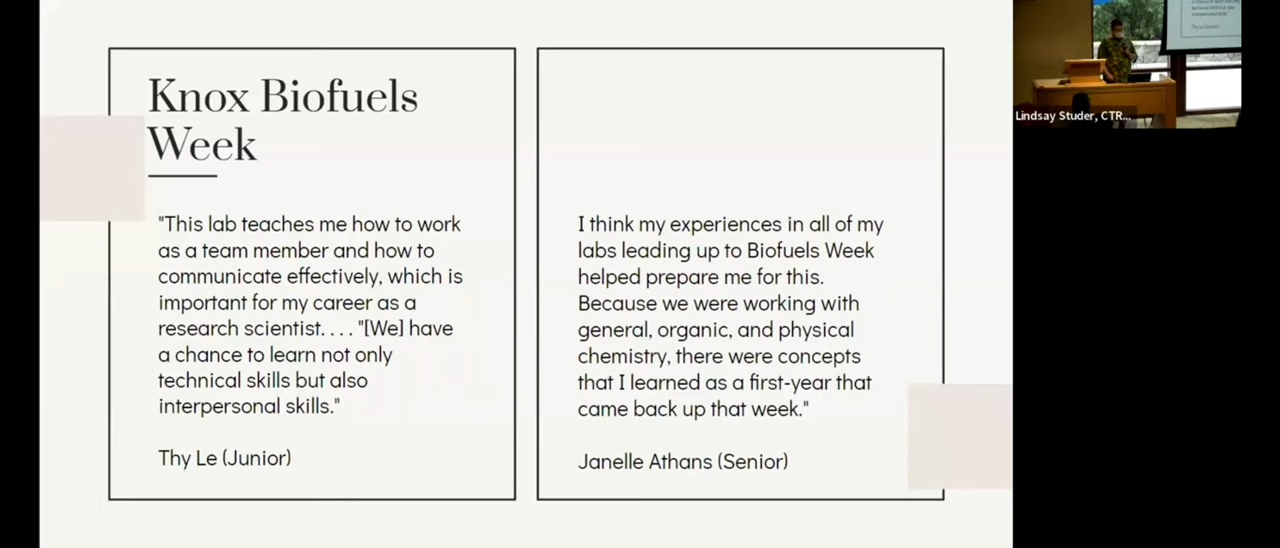 Knox Biofuels
Week
"This lab teaches me how to work
as a team member and how to
communicate effectively, which is
important for my career as a
research scientist. . . . "[We] have
a chance to learn not only
technical skills but also
interpersonal skills."
Thy Le (Junior)
I think my experiences in all of my
labs leading up to Biofuels Week
helped prepare me for this.
Because we were working with
general, organic, and physical
chemistry, there were concepts
that I learned as a first-year that
came back up that week."
Janelle Athans (Senior)
Lindsay Studer, CTR...